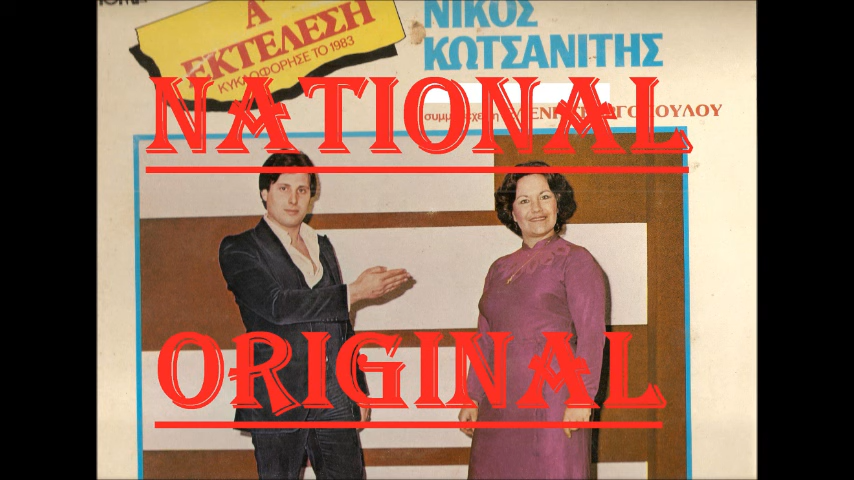 Α΄
ΕΚΤΕΛΕΣΗ
ΚΥΚΛΟΦΟΡΗΣΕ ΤΟ 1983
ΝΙΚΟΣ
ΚΩΤΣΑΝΙΤΗΣ
NATIONAL
ORIGINAL